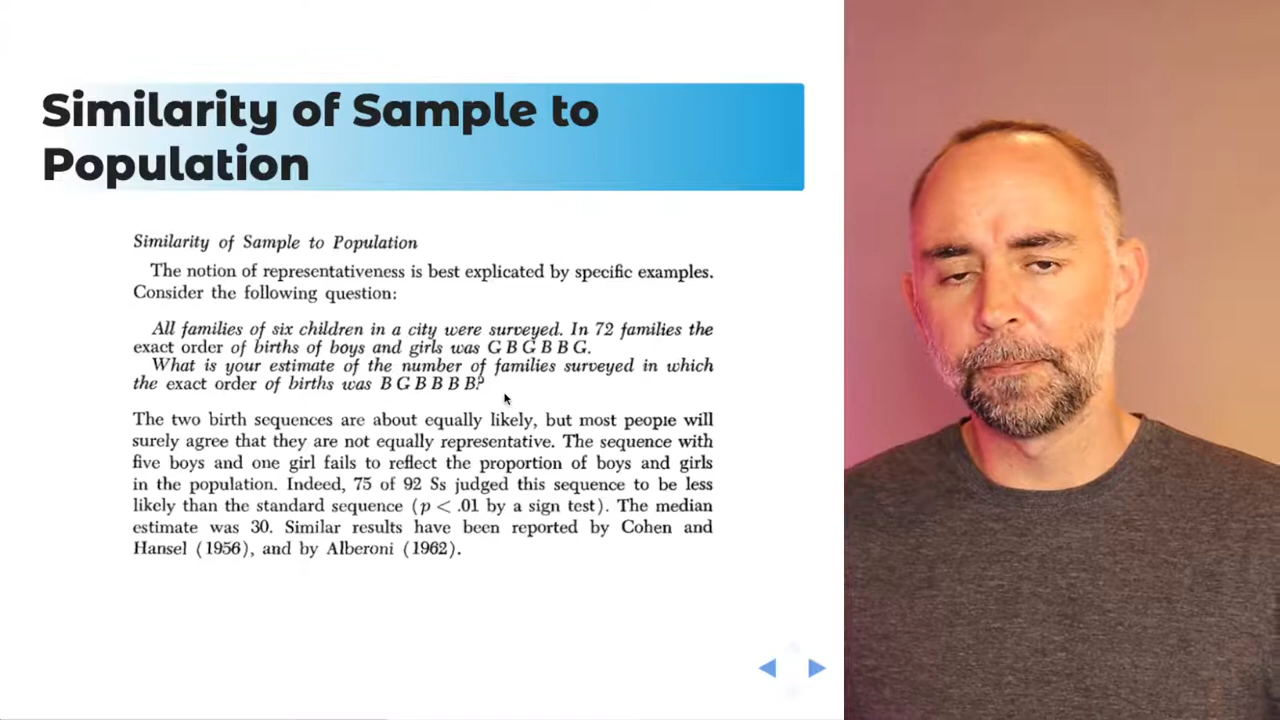 Similarity of Sample to
Population
Similarity of Sample to Population
The notion of representativeness is best explicated by specific examples.
Consider the following question:
All families of six children in a city were surveyed. In 72 families the
exact order of births of boys and girls was G B G B B G.
What is your estimate of the number of families surveyed in which
the exact order of births was B G B B B B?
The two birth sequences are about equally likely, but most people will
surely agree that they are not equally representative. The sequence with
five boys and one girl fails to reflect the proportion of boys and girls
in the population. Indeed, 75 of 92 Ss judged this sequence to be less
likely than the standard sequence (p < .01 by a sign test). The median
estimate was 30. Similar results have been reported by Cohen and
Hansel (1956), and by Alberoni (1962).